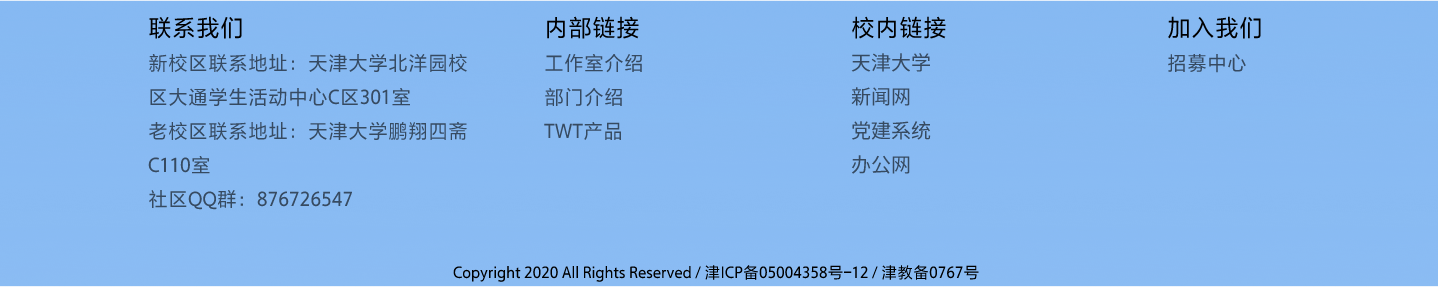 联系我们
新校区联系地址：天津大学北洋园校
区大通学生活动中心C区301室
老校区联系地址：天津大学鹏翔四斋
C110室
社区QQ群：876726547
内部链接
工作室介绍
部门介绍
TWT产品
校内链接
天津大学
新闻网
党建系统
办公网
加入我们
招募中心
Copyright 2020 All Rights Reserved / 津ICP备05004358号-12 / 津教备0767号